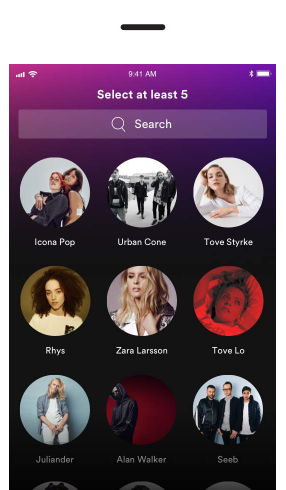 9:41 AM
Select at least 5
Search
Icona Pop
Urban Cone
Tove Styrke
Rhys
Zara Larsson
Tove Lo
Juliander
Alan Walker
Seeb